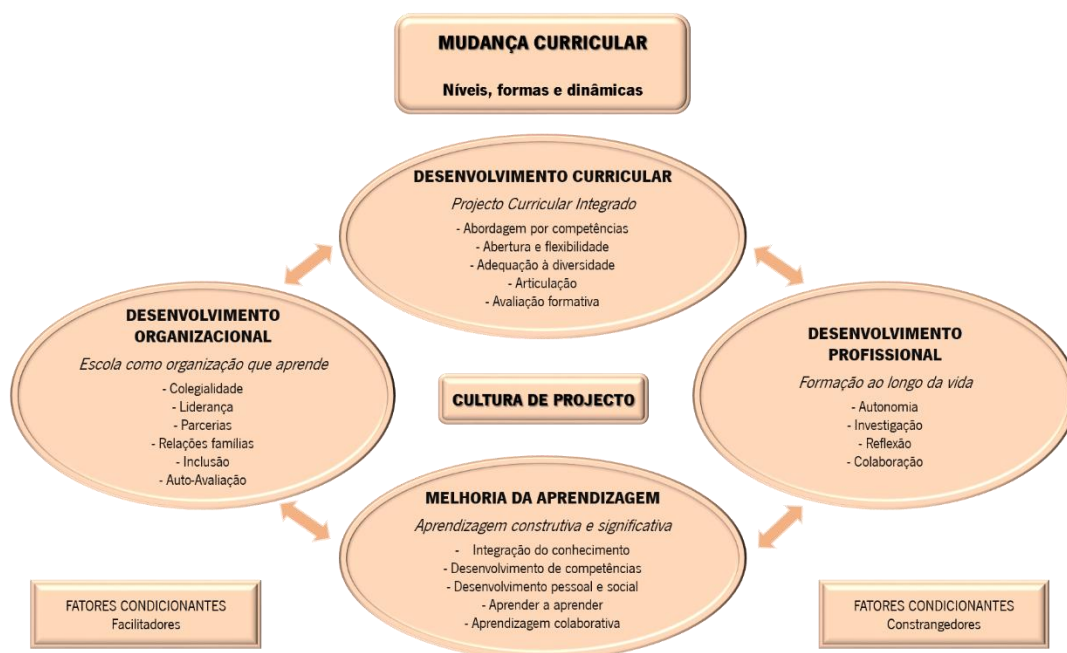 MUDANÇA CURRICULAR
Níveis, formas e dinâmicas
DESENVOLVIMENTO CURRICULAR
Projecto Curricular Integrado
- Abordagem por competências
- Abertura e flexibilidade
- Adequação à diversidade
- Articulação
- Avaliação formativa
DESENVOLVIMENTO
ORGANIZACIONAL
Escola como organização que aprende
- Colegialidade
- Liderança
- Parcerias
- Relações famílias
- Inclusão
- Auto-Avaliação
CULTURA DE PROJECTO
DESENVOLVIMENTO
PROFISSIONAL
Formação ao longo da vida
- Autonomia
- Investigação
- Reflexão
- Colaboração
MELHORIA DA APRENDIZAGEM
Aprendizagem construtiva e significativa
- Integração do conhecimento
- Desenvolvimento de competências
- Desenvolvimento pessoal e social
- Aprender a aprender
- Aprendizagem colaborativa
FATORES CONDICIONANTES
Facilitadores
FATORES CONDICIONANTES
Constrangedores